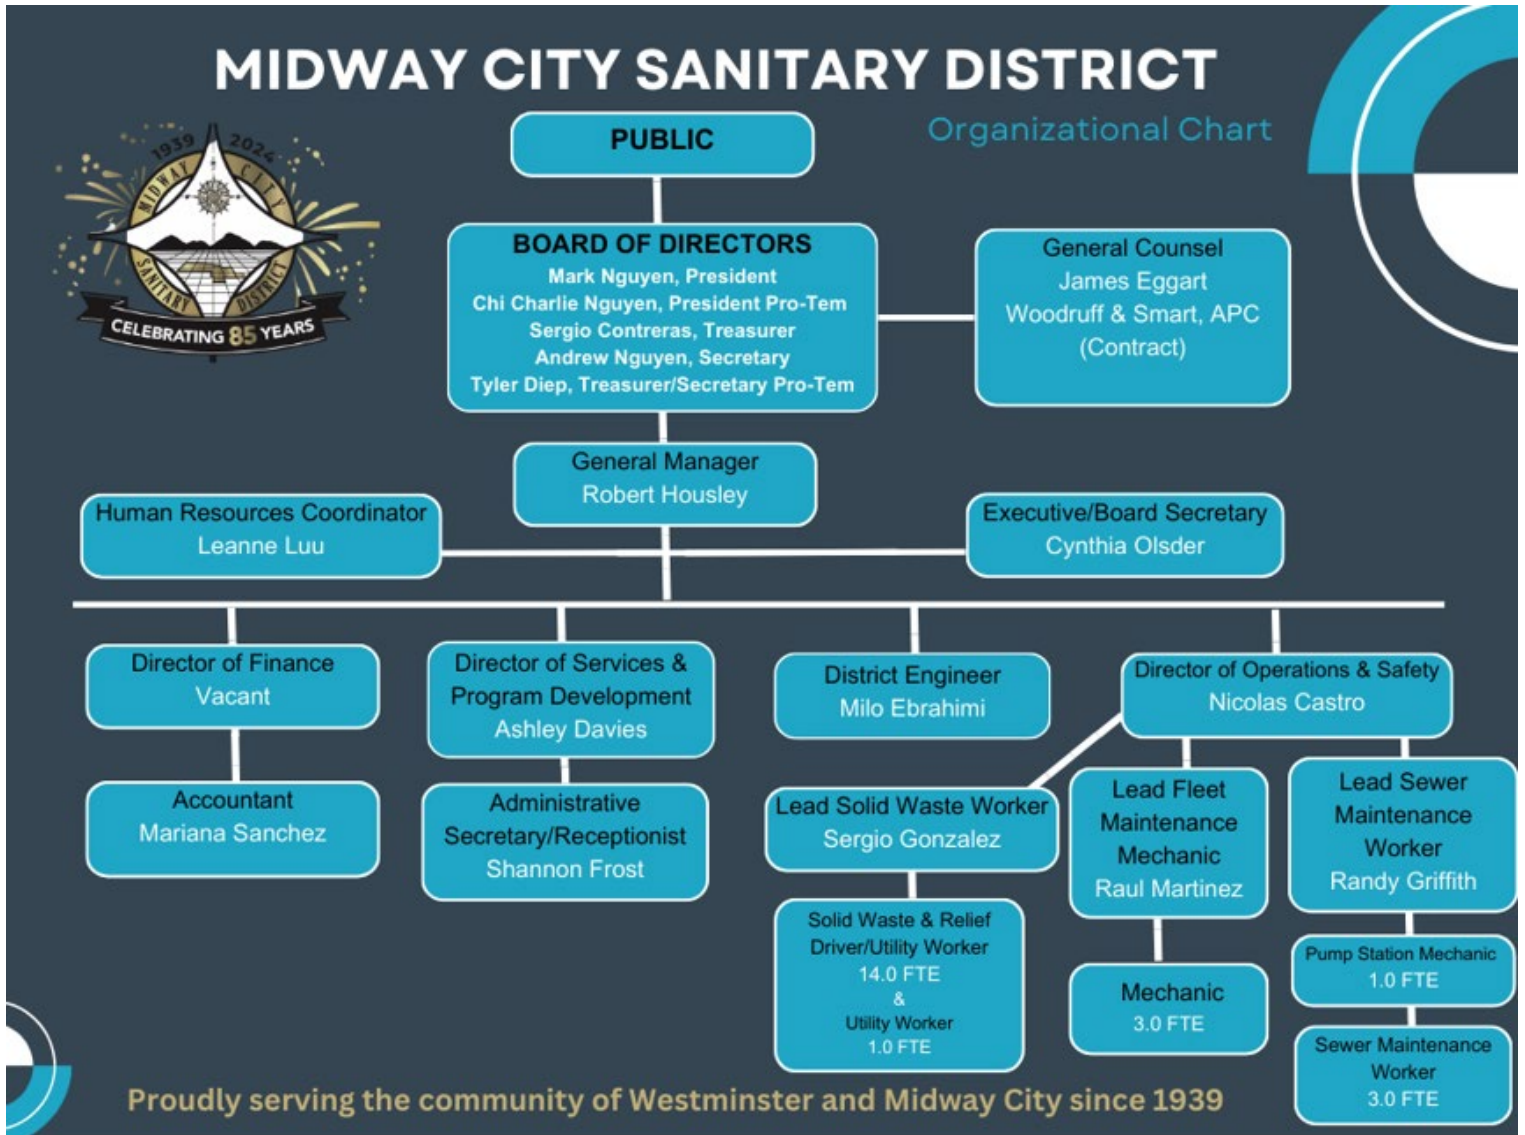 MIDWAY CITY SANITARY DISTRICT
Organizational Chart
1939 2024
MIDWAY CITY
SANITARY DISTRICT
CELEBRATING 85 YEARS
PUBLIC
BOARD OF DIRECTORS
Mark Nguyen, President
Chi Charlie Nguyen, President Pro-Tem
Sergio Contreras, Treasurer
Andrew Nguyen, Secretary
Tyler Diep, Treasurer/Secretary Pro-Tem
General Counsel
James Eggart
Woodruff & Smart, APC
(Contract)
General Manager
Robert Housley
Human Resources Coordinator
Leanne Luu
Executive/Board Secretary
Cynthia Olsder
Director of Finance
Vacant
Director of Services &
Program Development
Ashley Davies
District Engineer
Milo Ebrahimi
Director of Operations & Safety
Nicolas Castro
Accountant
Mariana Sanchez
Administrative
Secretary/Receptionist
Shannon Frost
Lead Solid Waste Worker
Sergio Gonzalez
Lead Fleet
Maintenance
Mechanic
Raul Martinez
Lead Sewer
Maintenance
Worker
Randy Griffith
Solid Waste & Relief
Driver/Utility Worker
14.0 FTE
&
Utility Worker
1.0 FTE
Mechanic
3.0 FTE
Pump Station Mechanic
1.0 FTE
Sewer Maintenance
Worker
3.0 FTE
Proudly serving the community of Westminster and Midway City since 1939